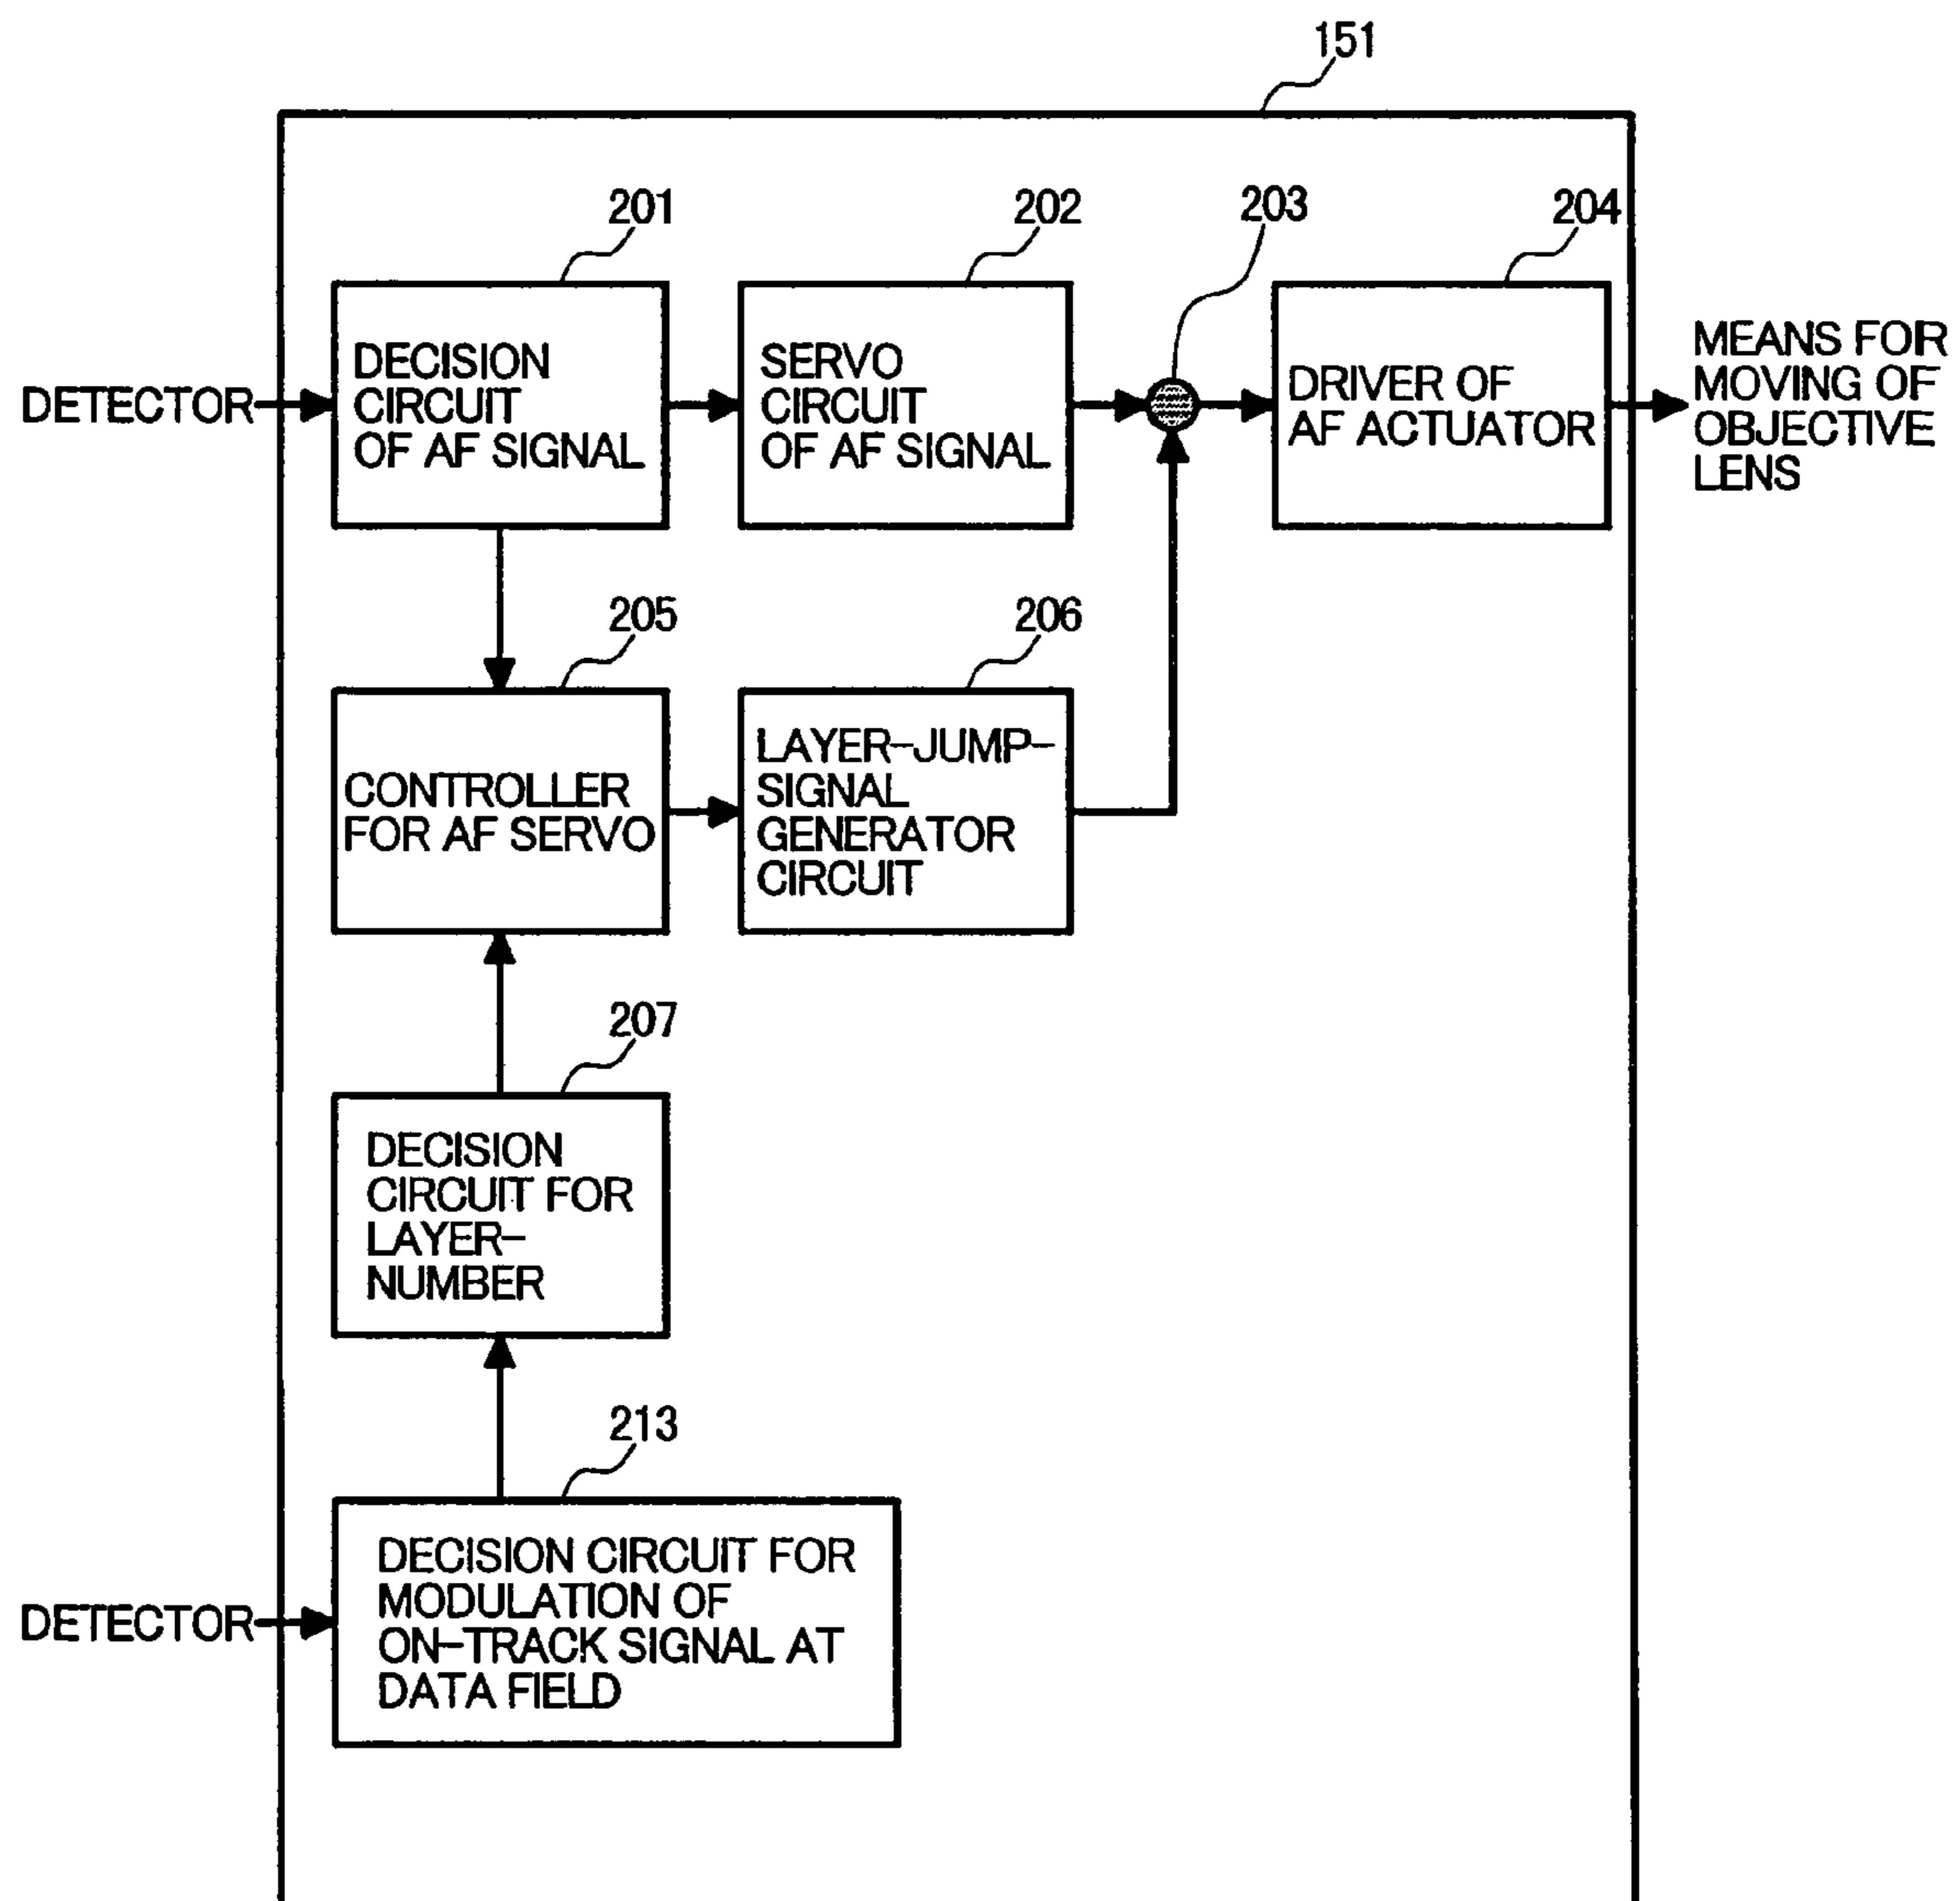 151
201
202
203
204
DETECTOR
DECISION
CIRCUIT
OF AF SIGNAL
SERVO
CIRCUIT
OF AF SIGNAL
DRIVER OF
AF ACTUATOR
MEANS FOR
MOVING OF
OBJECTIVE
LENS
205
206
CONTROLLER
FOR AF SERVO
LAYER-JUMP-
SIGNAL
GENERATOR
CIRCUIT
207
DECISION
CIRCUIT FOR
LAYER-
NUMBER
213
DETECTOR
DECISION CIRCUIT FOR
MODULATION OF
ON-TRACK SIGNAL AT
DATA FIELD